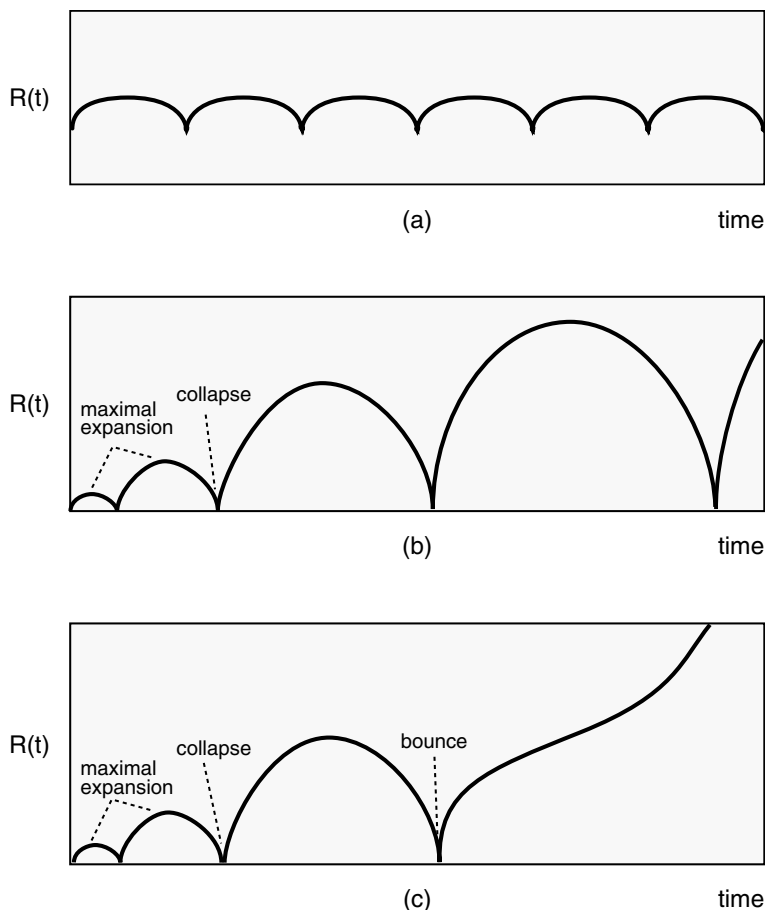 R(t)
(a)
time
R(t)
maximal
expansion
collapse
(b)
time
R(t)
maximal
expansion
collapse
bounce
(c)
time